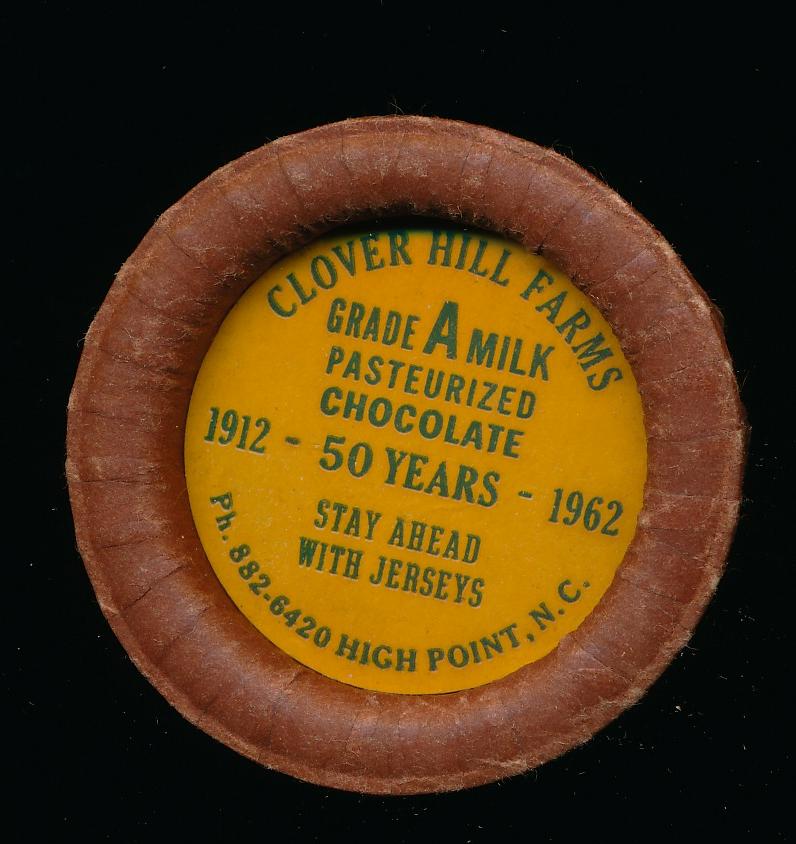 CLOVER HILL FARMS
GRADE A MILK
PASTEURIZED
CHOCOLATE
1912 - 50 YEARS - 1962
STAY AHEAD
WITH JERSEYS
Ph. 882-6420 HIGH POINT, N.C.